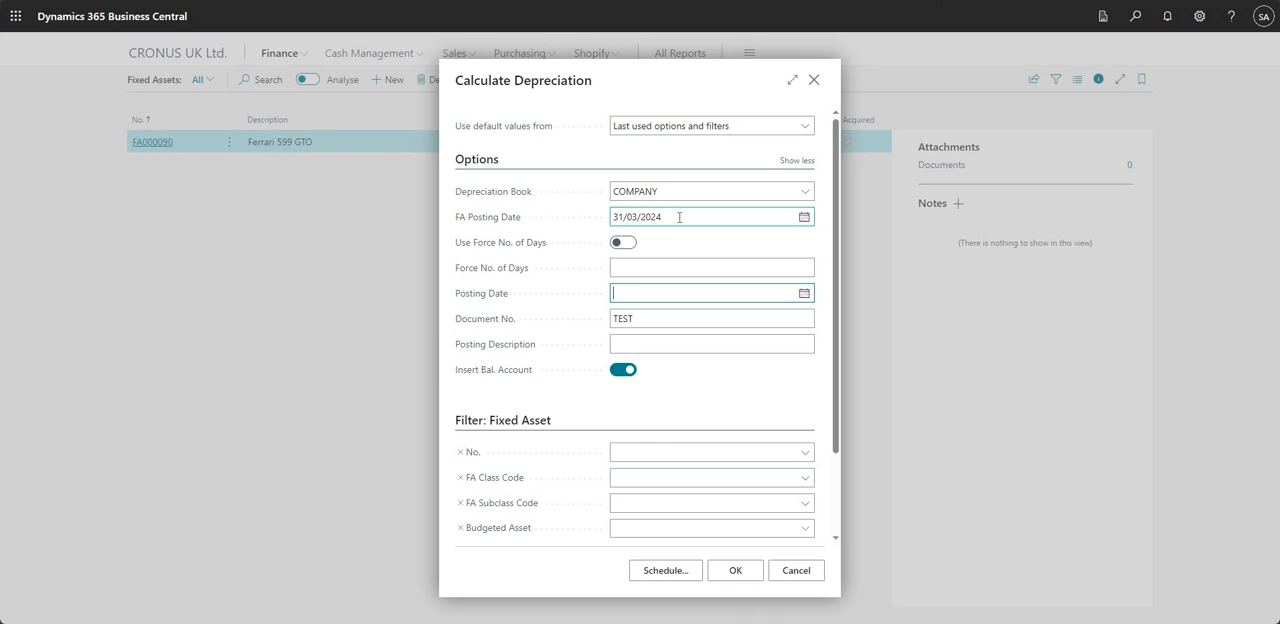 Dynamics 365 Business Central
SA
CRONUS UK Ltd.
Finance
Cash Management
Sales
Purchasing
Shopify
All Reports
Fixed Assets:
All
Search
Analyse
New
De
No. ↑
Description
Acquired
FA000090
Ferrari 599 GTO
Calculate Depreciation
Use default values from
Last used options and filters
Options
Show less
Depreciation Book
COMPANY
FA Posting Date
31/03/2024
Use Force No. of Days
Force No. of Days
Posting Date
Document No.
TEST
Posting Description
Insert Bal. Account
Filter: Fixed Asset
× No.
× FA Class Code
× FA Subclass Code
× Budgeted Asset
Schedule...
OK
Cancel
Attachments
Documents
0
Notes
(There is nothing to show in this view)